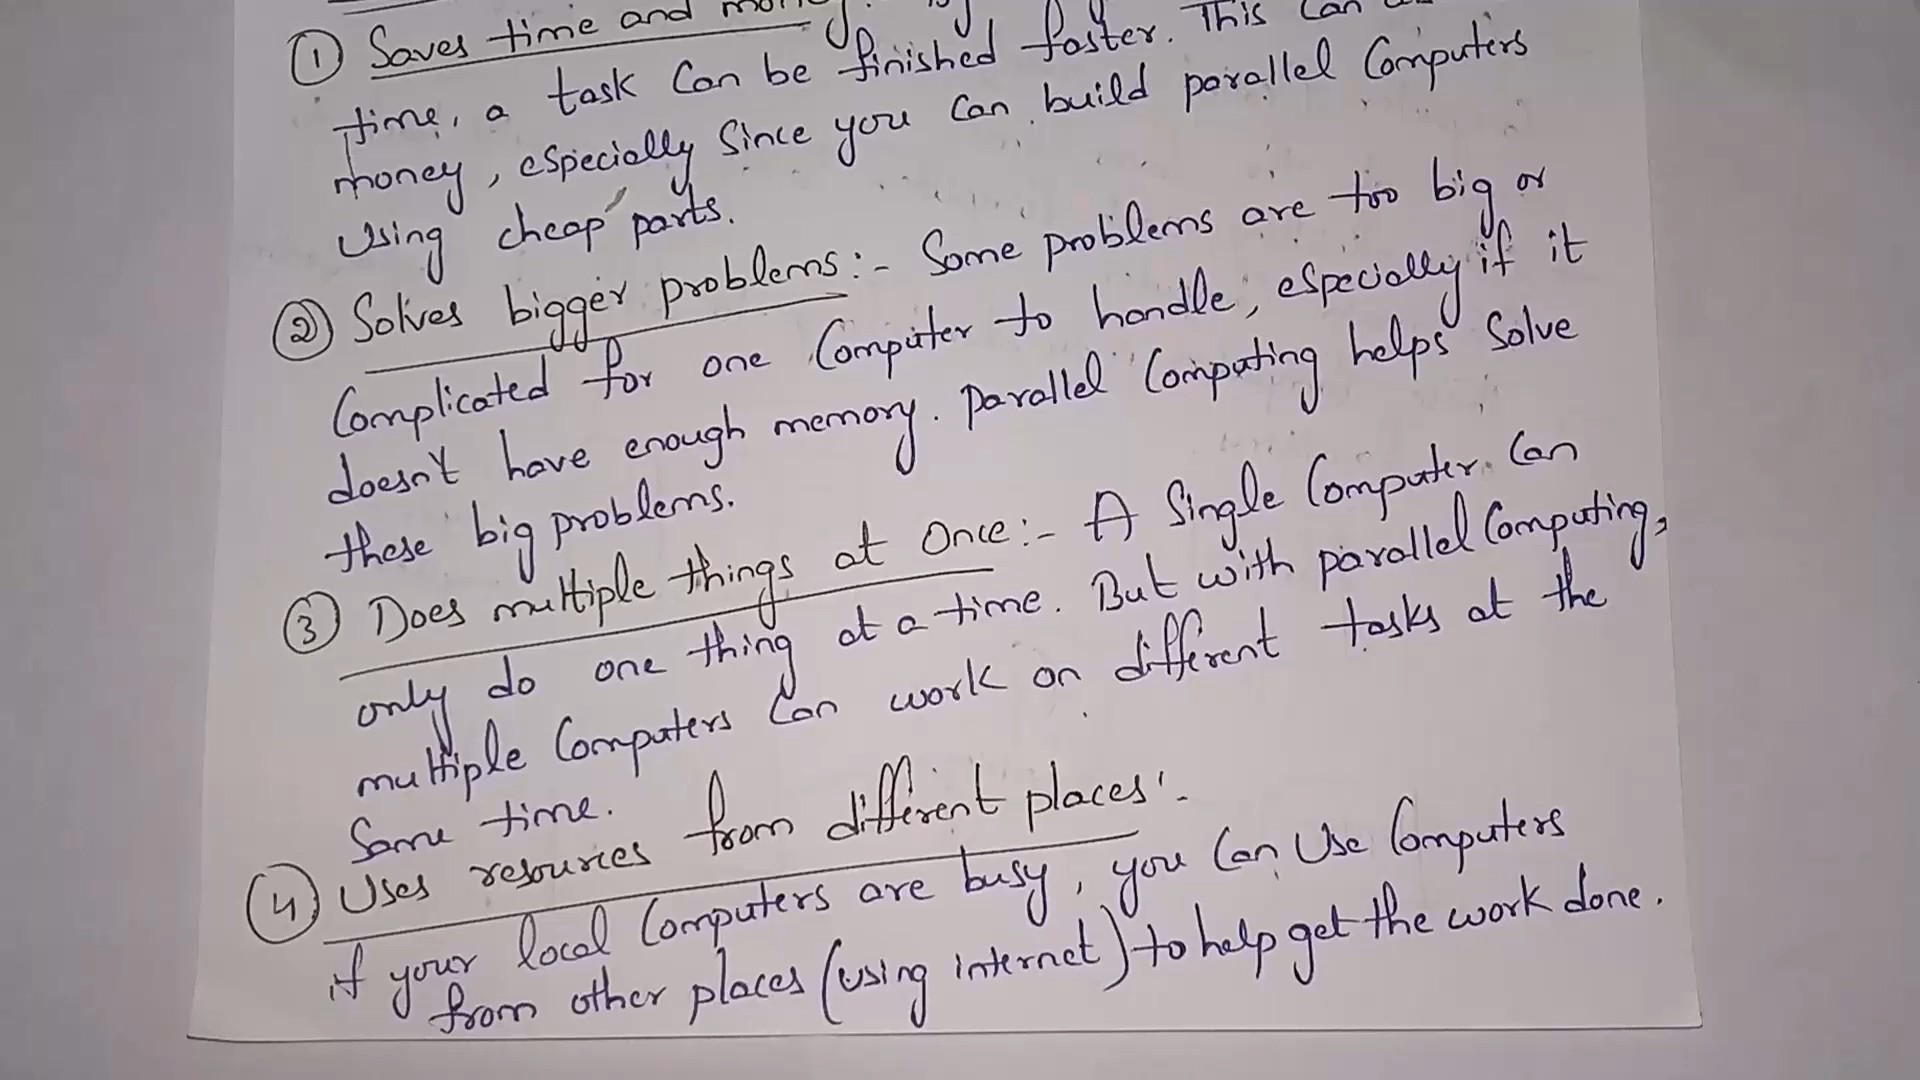 ① Saves time and
time, a task Can be finished faster. This Can
money, especially Since you Can build parallel Computers
Using cheap parts.
② Solves bigger problems:- Some problems are too big or
Complicated for one Computer to handle, especially if it
doesn't have enough memory. Parallel Computing helps Solve
these big problems.
③ Does multiple things at Once:- A Single Computer Can
only do one thing at a time. But with parallel Computing,
multiple Computers Can work on different tasks at the
Same time.
④ Uses resources from different places:-
if your local Computers are busy, you Can Use Computers
from other places (using internet) to help get the work done.